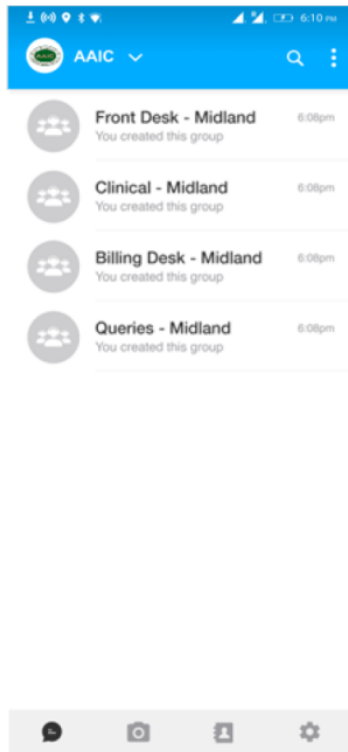 6:10 PM
AAIC
AAIC
Front Desk - Midland
6:08pm
You created this group
Clinical - Midland
6:08pm
You created this group
Billing Desk - Midland
6:08pm
You created this group
Queries - Midland
6:08pm
You created this group